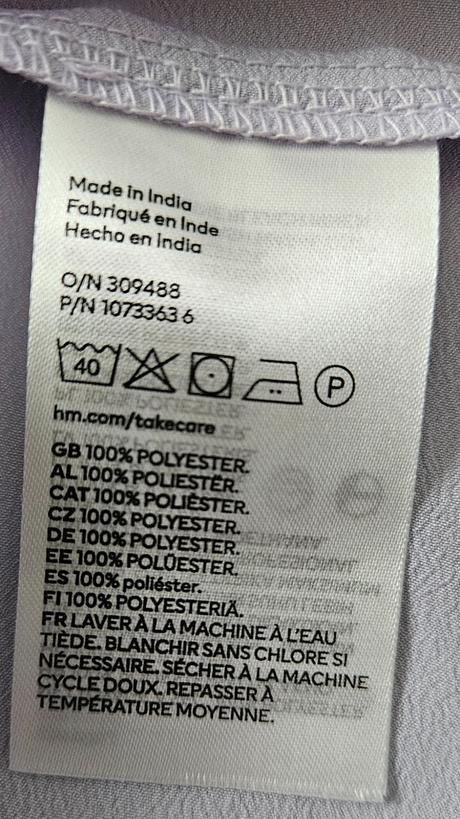 Made in India
Fabriqué en Inde
Hecho en India
O/N 309488
P/N 1073363 6
40
P
hm.com/takecare
GB 100% POLYESTER.
AL 100% POLIESTËR.
CAT 100% POLIÈSTER.
CZ 100% POLYESTER.
DE 100% POLYESTER.
EE 100% POLÜESTER.
ES 100% poliéster.
FI 100% POLYESTERIÄ.
FR LAVER À LA MACHINE À L'EAU
TIÈDE. BLANCHIR SANS CHLORE SI
NÉCESSAIRE. SÉCHER À LA MACHINE
CYCLE DOUX. REPASSER À
TEMPÉRATURE MOYENNE.